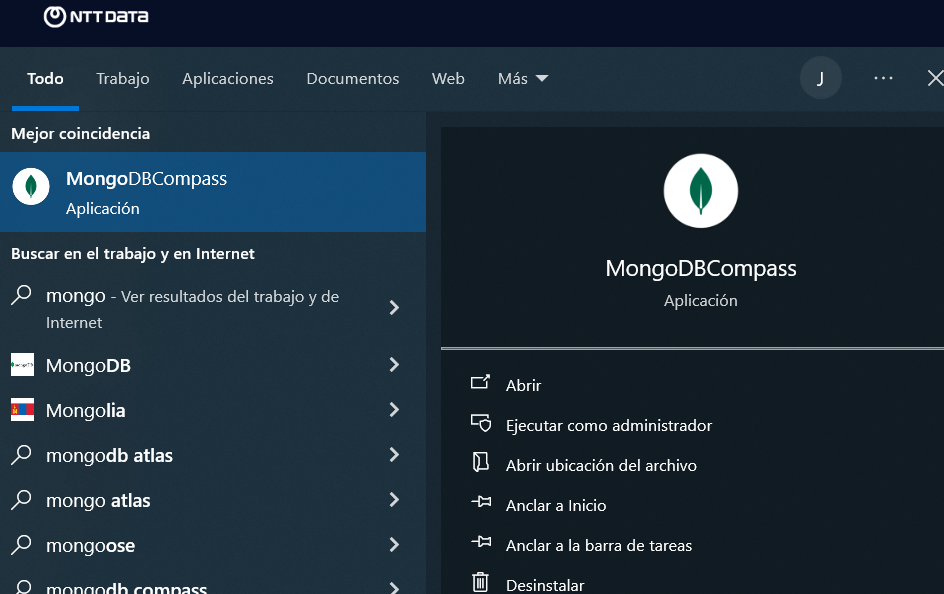 NTT DATA
Todo Trabajo Aplicaciones Documentos Web Más J
Mejor coincidencia
MongoDBCompass
Aplicación
Buscar en el trabajo y en Internet
mongo - Ver resultados del trabajo y de
Internet
MongoDB
Mongolia
mongodb atlas
mongo atlas
mongoose
mongodb compass
MongoDBCompass
Aplicación
Abrir
Ejecutar como administrador
Abrir ubicación del archivo
Anclar a Inicio
Anclar a la barra de tareas
Desinstalar